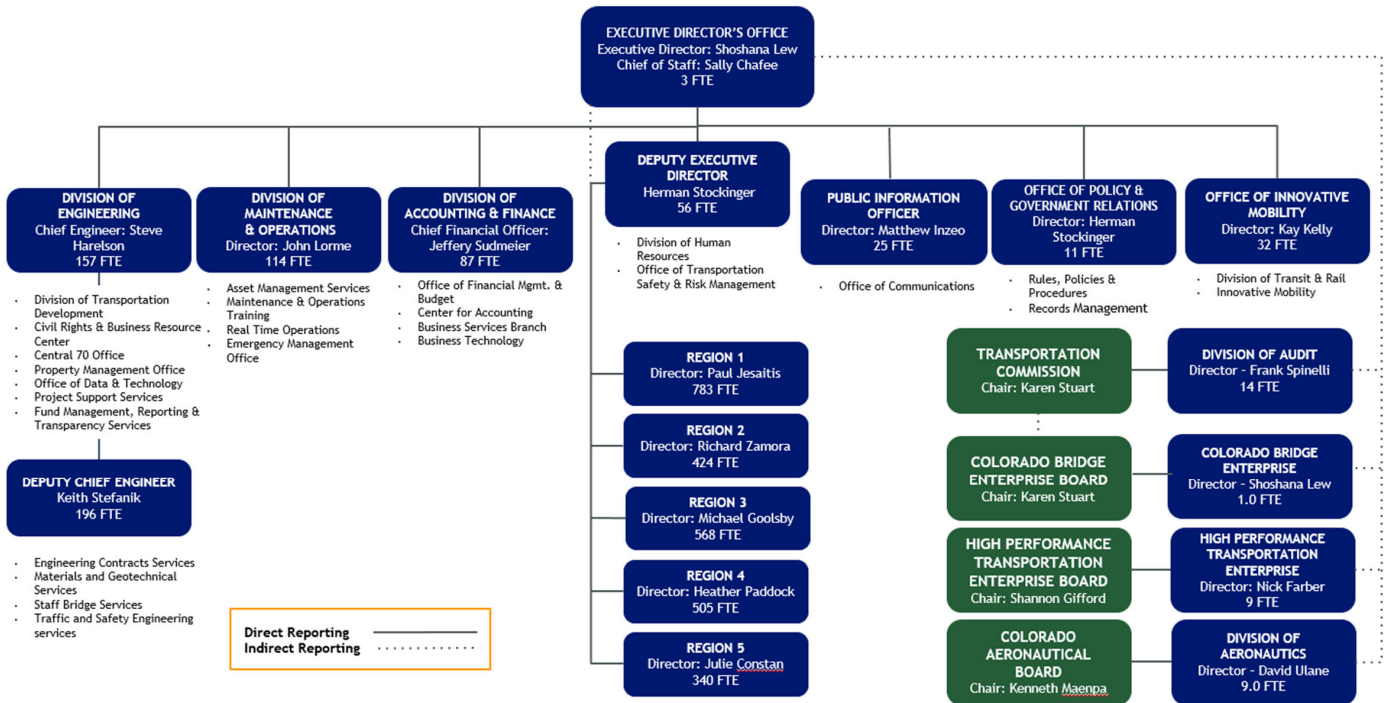 EXECUTIVE DIRECTOR'S OFFICE
Executive Director: Shoshana Lew
Chief of Staff: Sally Chafee
3 FTE
DIVISION OF
ENGINEERING
Chief Engineer: Steve
Harelson
157 FTE
· Division of Transportation
Development
· Civil Rights & Business Resource
Center
· Central 70 Office
· Property Management Office
· Office of Data & Technology
· Project Support Services
· Fund Management, Reporting &
Transparency Services
DEPUTY CHIEF ENGINEER
Keith Stefanik
196 FTE
· Engineering Contracts Services
· Materials and Geotechnical
Services
· Staff Bridge Services
· Traffic and Safety Engineering
services
DIVISION OF
MAINTENANCE
& OPERATIONS
Director: John Lorme
114 FTE
· Asset Management Services
· Maintenance & Operations
Training
· Real Time Operations
· Emergency Management
Office
DIVISION OF
ACCOUNTING & FINANCE
Chief Financial Officer:
Jeffery Sudmeier
87 FTE
· Office of Financial Mgmt. &
Budget
· Center for Accounting
· Business Services Branch
· Business Technology
DEPUTY EXECUTIVE
DIRECTOR
Herman Stockinger
56 FTE
· Division of Human
Resources
· Office of Transportation
Safety & Risk Management
REGION 1
Director: Paul Jesaitis
783 FTE
REGION 2
Director: Richard Zamora
424 FTE
REGION 3
Director: Michael Goolsby
568 FTE
REGION 4
Director: Heather Paddock
505 FTE
REGION 5
Director: Julie Constan
340 FTE
PUBLIC INFORMATION
OFFICER
Director: Matthew Inzeo
25 FTE
· Office of Communications
OFFICE OF POLICY &
GOVERNMENT RELATIONS
Director: Herman
Stockinger
11 FTE
· Rules, Policies &
Procedures
· Records Management
OFFICE OF INNOVATIVE
MOBILITY
Director: Kay Kelly
32 FTE
· Division of Transit & Rail
· Innovative Mobility
TRANSPORTATION
COMMISSION
Chair: Karen Stuart
DIVISION OF AUDIT
Director - Frank Spinelli
14 FTE
COLORADO BRIDGE
ENTERPRISE BOARD
Chair: Karen Stuart
COLORADO BRIDGE
ENTERPRISE
Director - Shoshana Lew
1.0 FTE
HIGH PERFORMANCE
TRANSPORTATION
ENTERPRISE BOARD
Chair: Shannon Gifford
HIGH PERFORMANCE
TRANSPORTATION
ENTERPRISE
Director: Nick Farber
9 FTE
COLORADO
AERONAUTICAL
BOARD
Chair: Kenneth Maenpa
DIVISION OF
AERONAUTICS
Director - David Ulane
9.0 FTE
Direct Reporting
Indirect Reporting